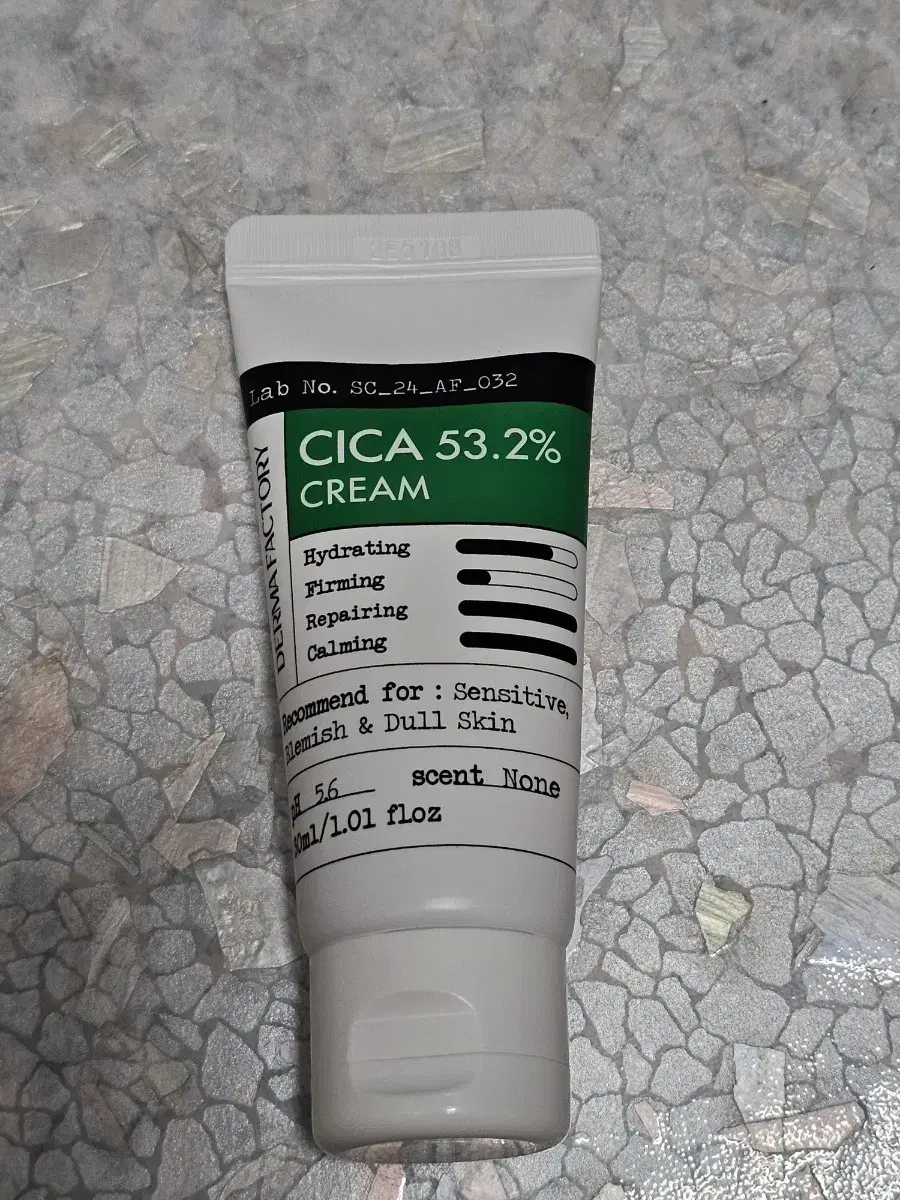 Lab No. SC_24_AF_032
DERMA FACTORY
CICA 53.2%
CREAM
Hydrating
Firming
Repairing
Calming
Recommend for : Sensitive,
Blemish & Dull Skin
pH 5.6 scent None
30ml/1.01 floz